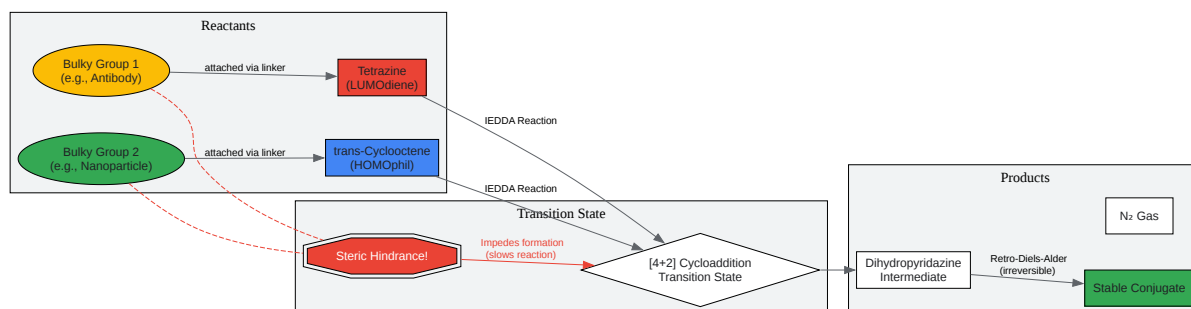 Reactants
Bulky Group 1
(e.g., Antibody)
attached via linker
Tetrazine
(LUMOdiene)
Bulky Group 2
(e.g., Nanoparticle)
attached via linker
trans-Cyclooctene
(HOMOphil)
IEDDA Reaction
IEDDA Reaction
Transition State
Steric Hindrance!
Impedes formation
(slows reaction)
[4+2] Cycloaddition
Transition State
Products
N₂ Gas
Dihydropyridazine
Intermediate
Retro-Diels-Alder
(irreversible)
Stable Conjugate